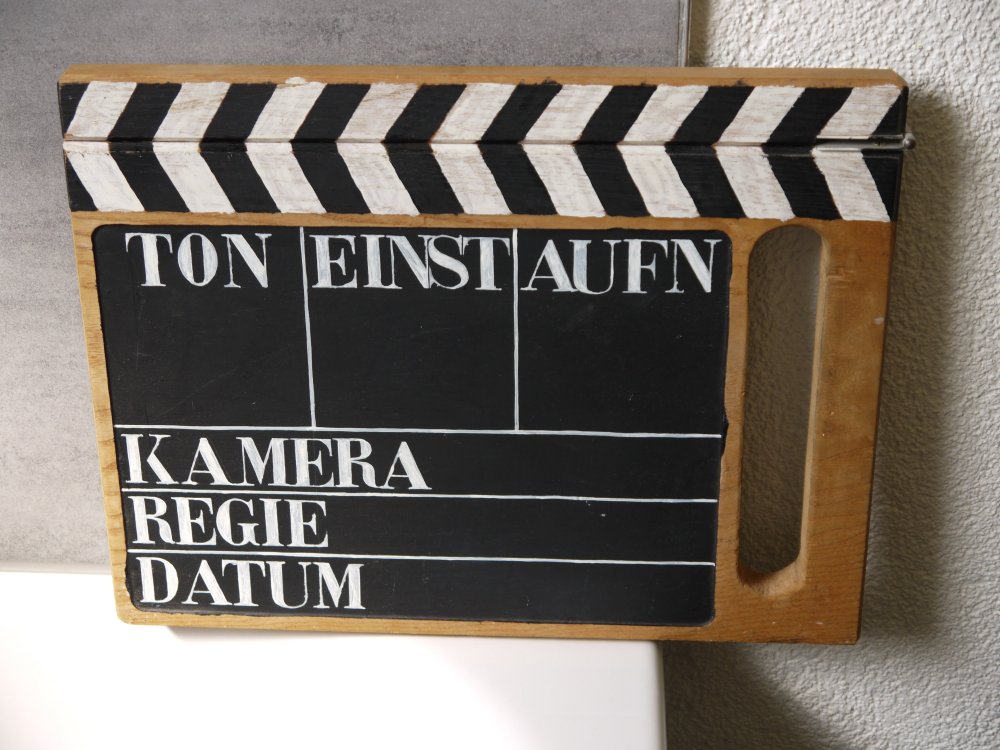 TON EINST AUFN
KAMERA
REGIE
DATUM